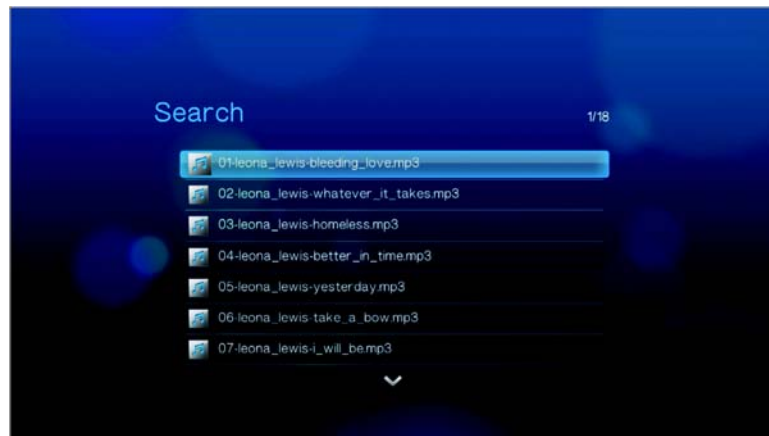 Search
1/18
01-leona_lewis-bleeding_love.mp3
02-leona_lewis-whatever_it_takes.mp3
03-leona_lewis-homeless.mp3
04-leona_lewis-better_in_time.mp3
05-leona_lewis-yesterday.mp3
06-leona_lewis-take_a_bow.mp3
07-leona_lewis-i_will_be.mp3